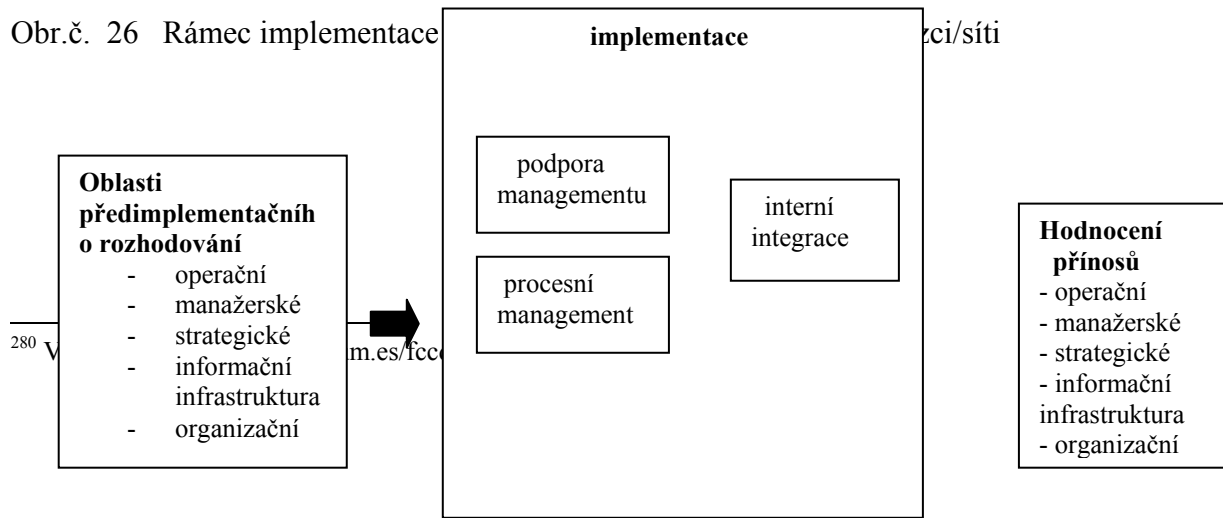 Obr.č. 26 Rámec implementace
zci/síti
implementace
Oblasti
předimplementačníh
o rozhodování
- operační
- manažerské
- strategické
- informační
infrastruktura
- organizační
podpora
managementu
procesní
management
interní
integrace
Hodnocení
přínosů
- operační
- manažerské
- strategické
- informační
infrastruktura
- organizační
280 V
m.es/fcc